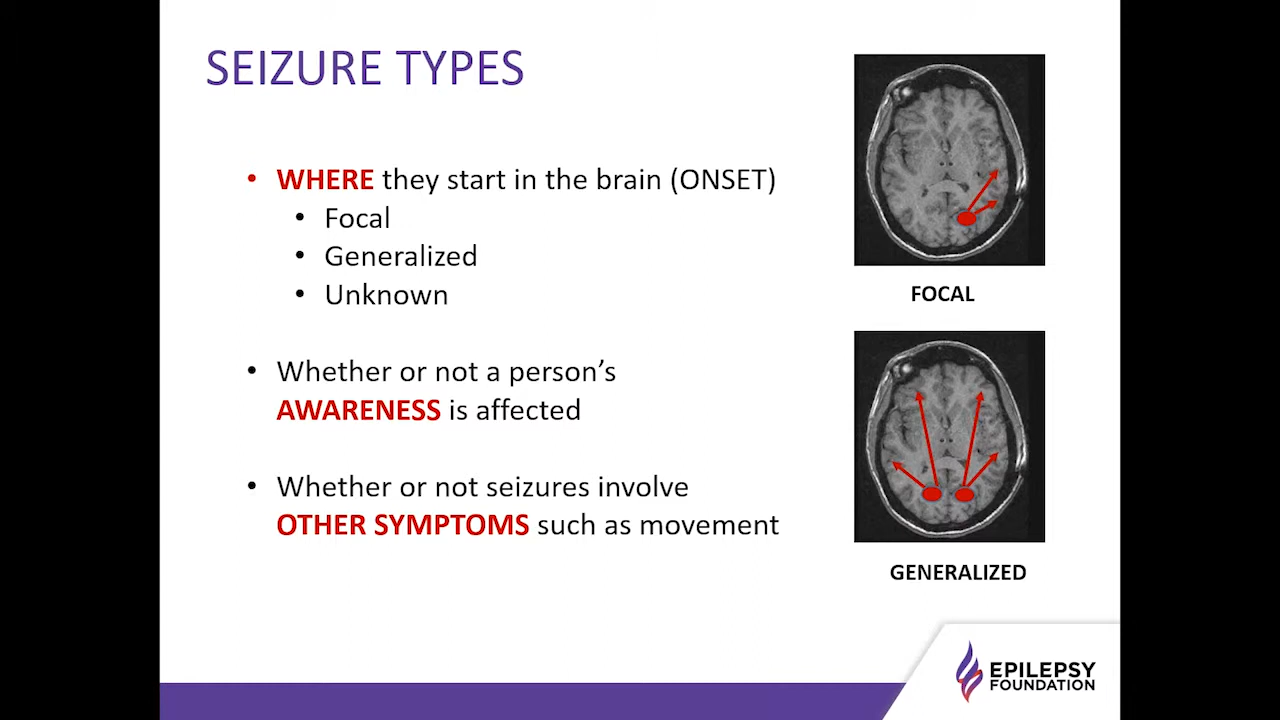 SEIZURE TYPES
• WHERE they start in the brain (ONSET)
• Focal
• Generalized
• Unknown
• Whether or not a person’s
AWARENESS is affected
• Whether or not seizures involve
OTHER SYMPTOMS such as movement
FOCAL
GENERALIZED
EPILEPSY
FOUNDATION